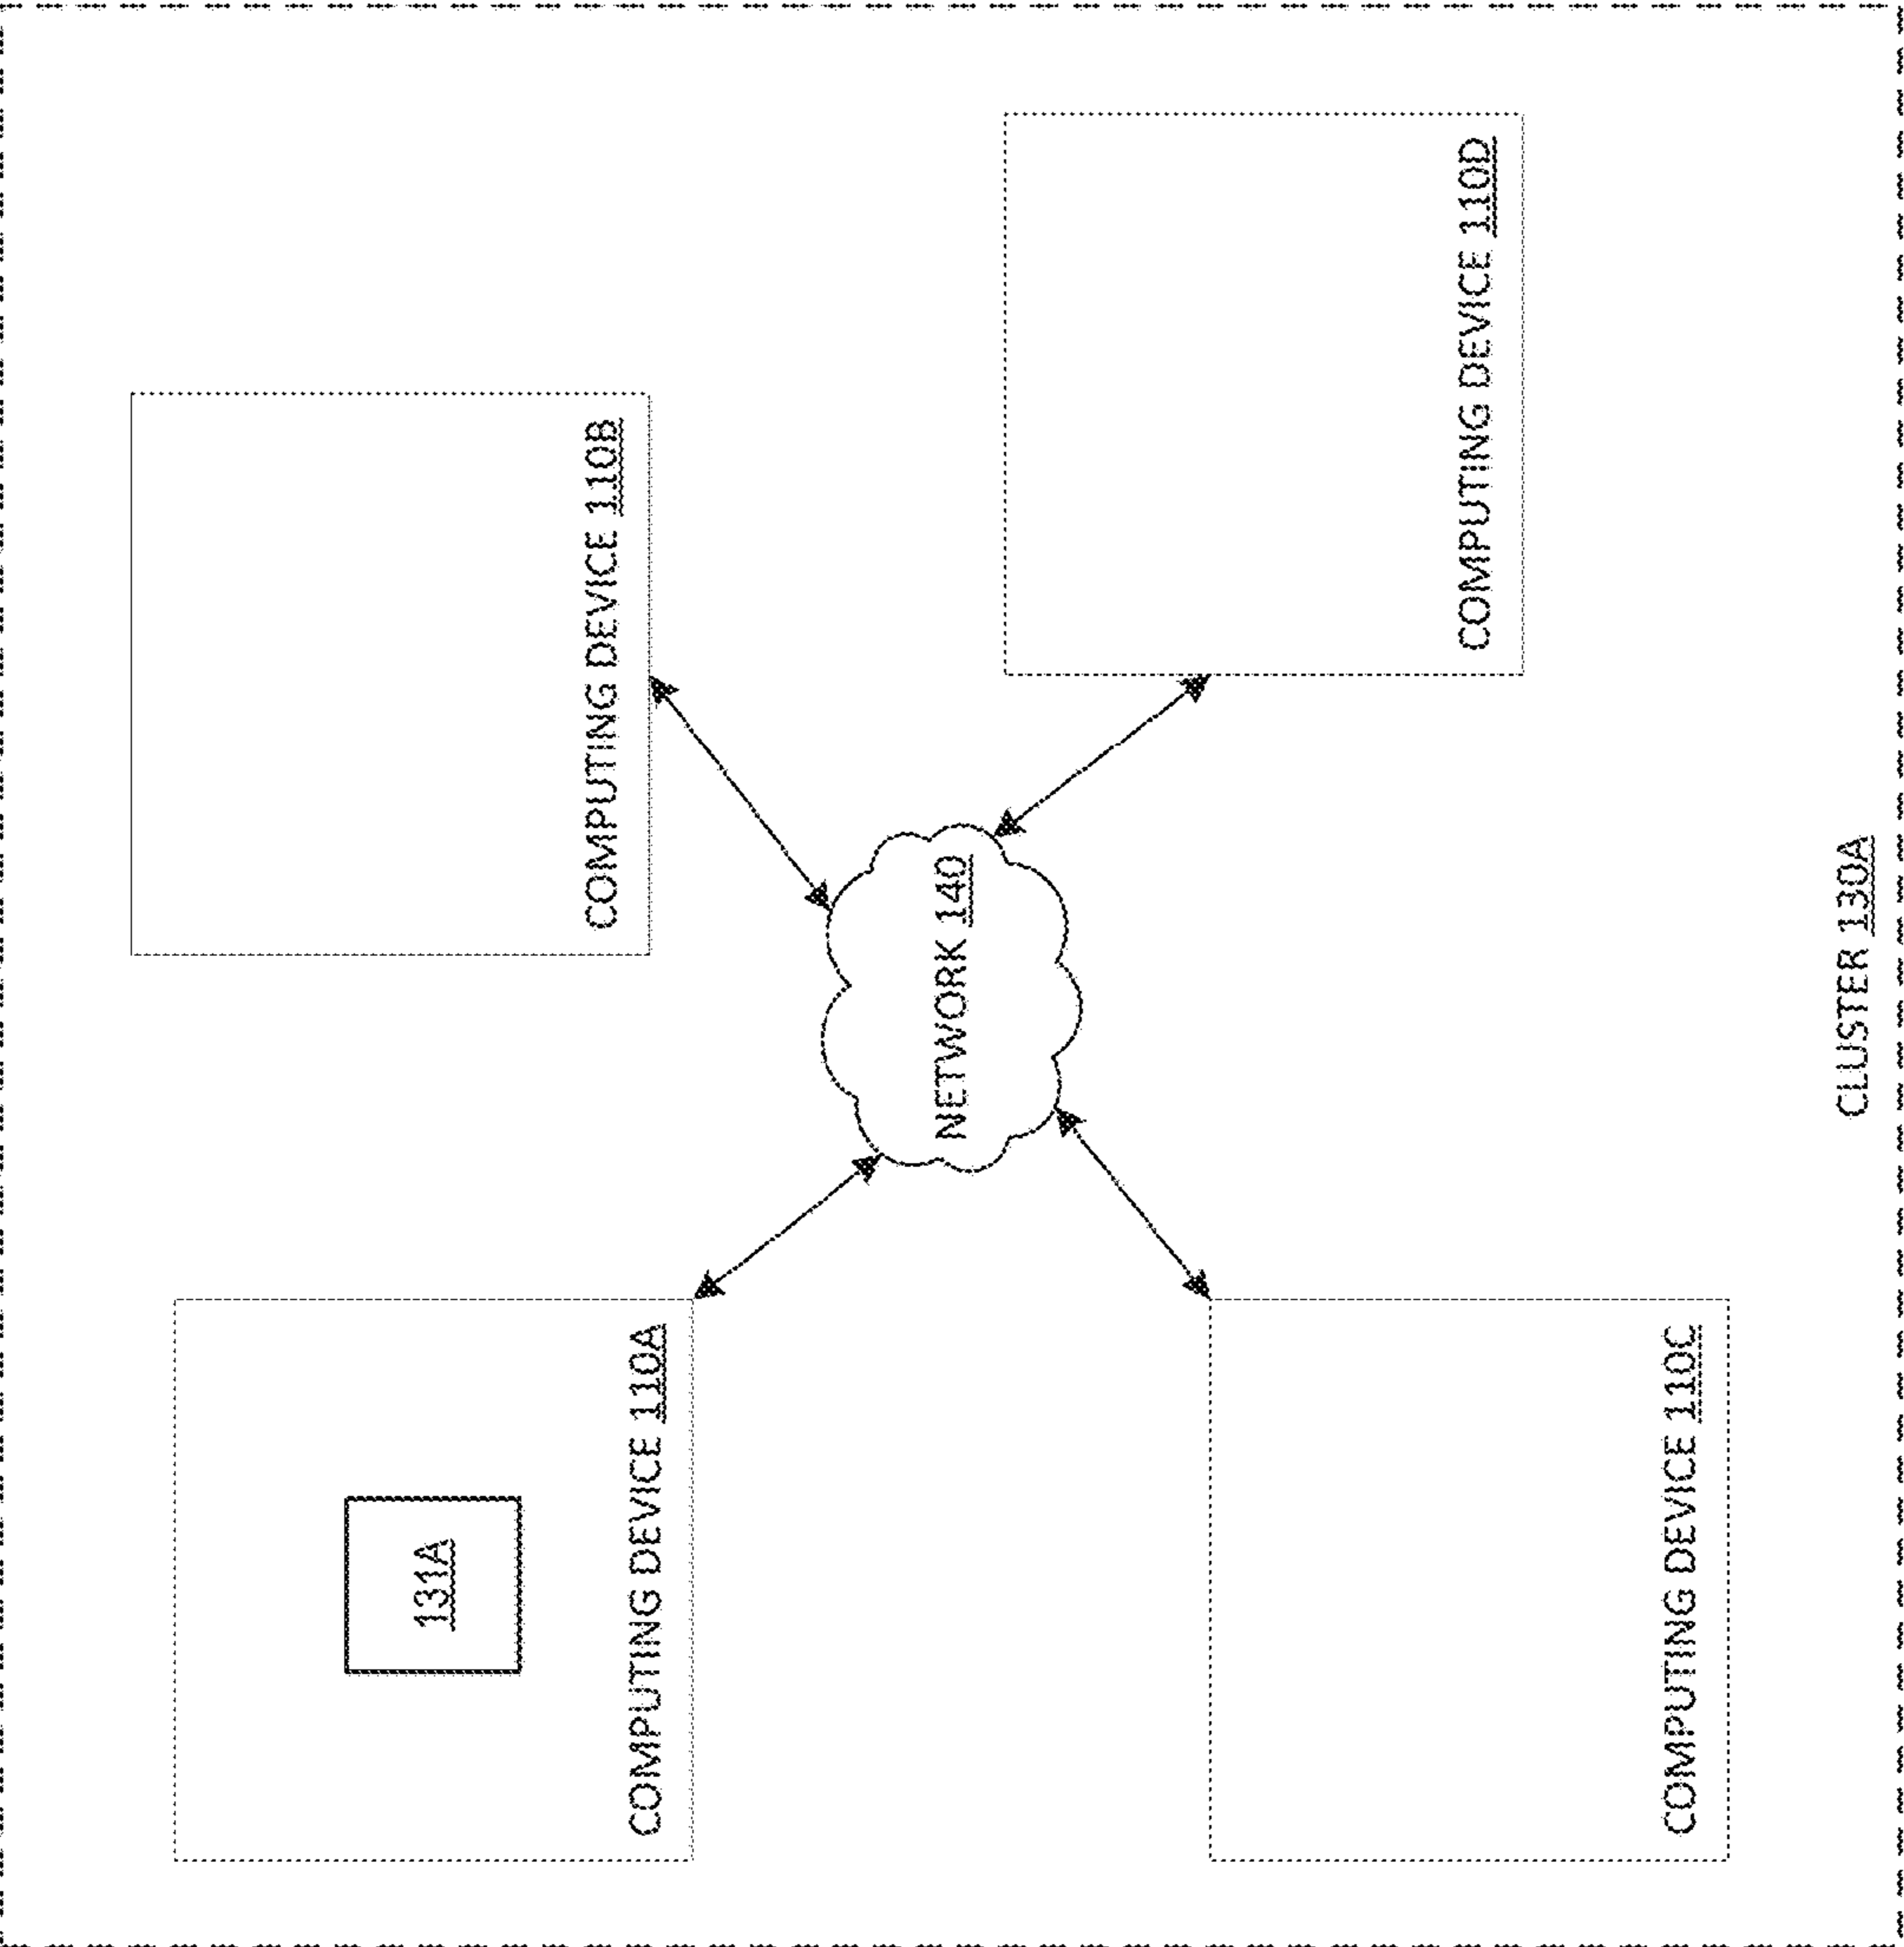 131A
COMPUTING DEVICE 110A
COMPUTING DEVICE 110B
NETWORK 140
COMPUTING DEVICE 110C
COMPUTING DEVICE 110D
CLUSTER 130A